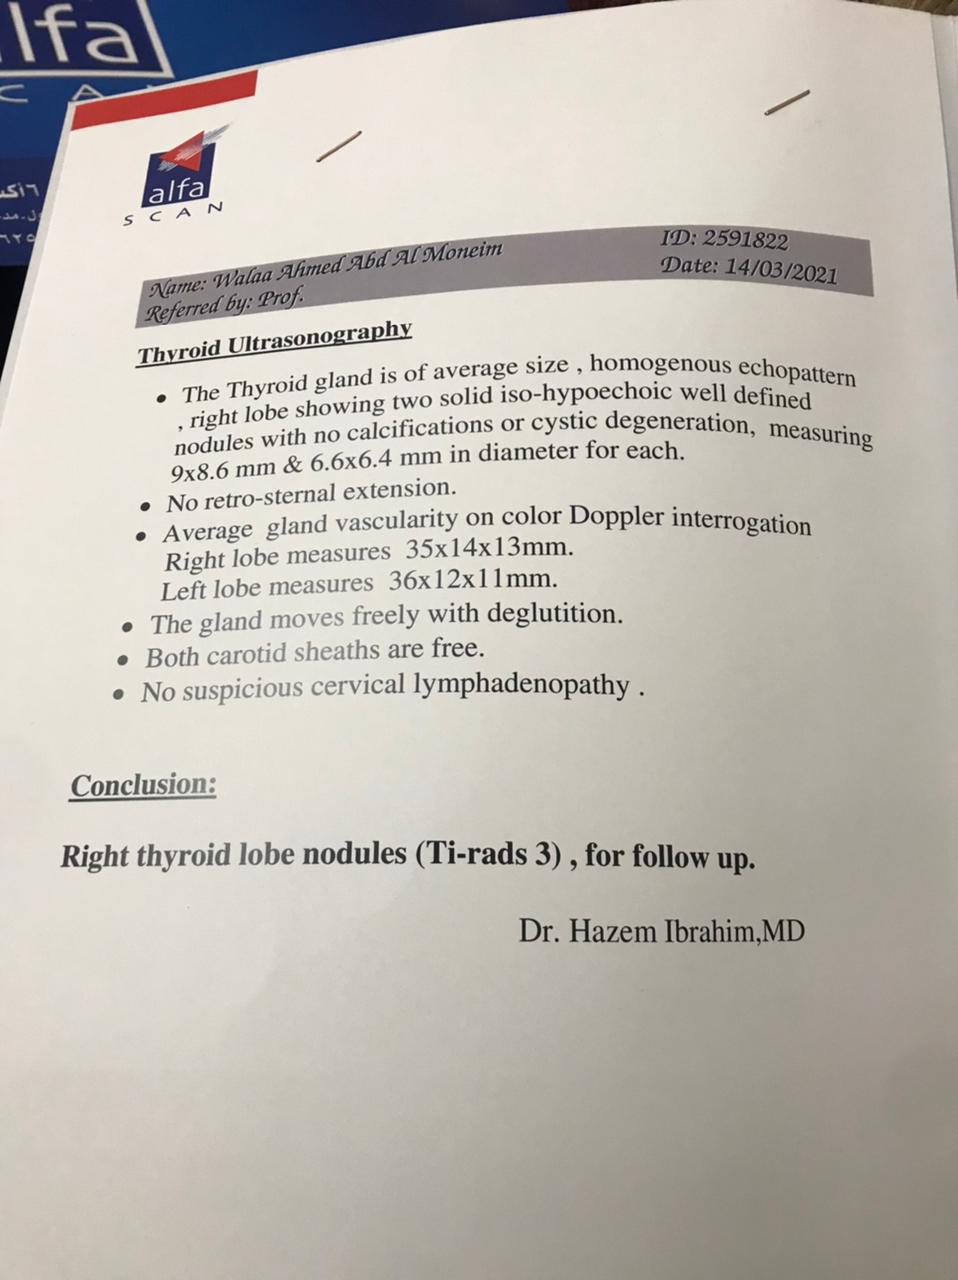 lfa
C A
٦أكت
alfa
SCAN
Name: Walaa Ahmed Abd Al Moneim
ID: 2591822
Referred by: Prof.
Date: 14/03/2021
Thyroid Ultrasonography
• The Thyroid gland is of average size , homogenous echopattern
, right lobe showing two solid iso-hypoechoic well defined
nodules with no calcifications or cystic degeneration, measuring
9x8.6 mm & 6.6x6.4 mm in diameter for each.
• No retro-sternal extension.
• Average gland vascularity on color Doppler interrogation
Right lobe measures 35x14x13mm.
Left lobe measures 36x12x11mm.
• The gland moves freely with deglutition.
• Both carotid sheaths are free.
• No suspicious cervical lymphadenopathy .
Conclusion:
Right thyroid lobe nodules (Ti-rads 3) , for follow up.
Dr. Hazem Ibrahim,MD